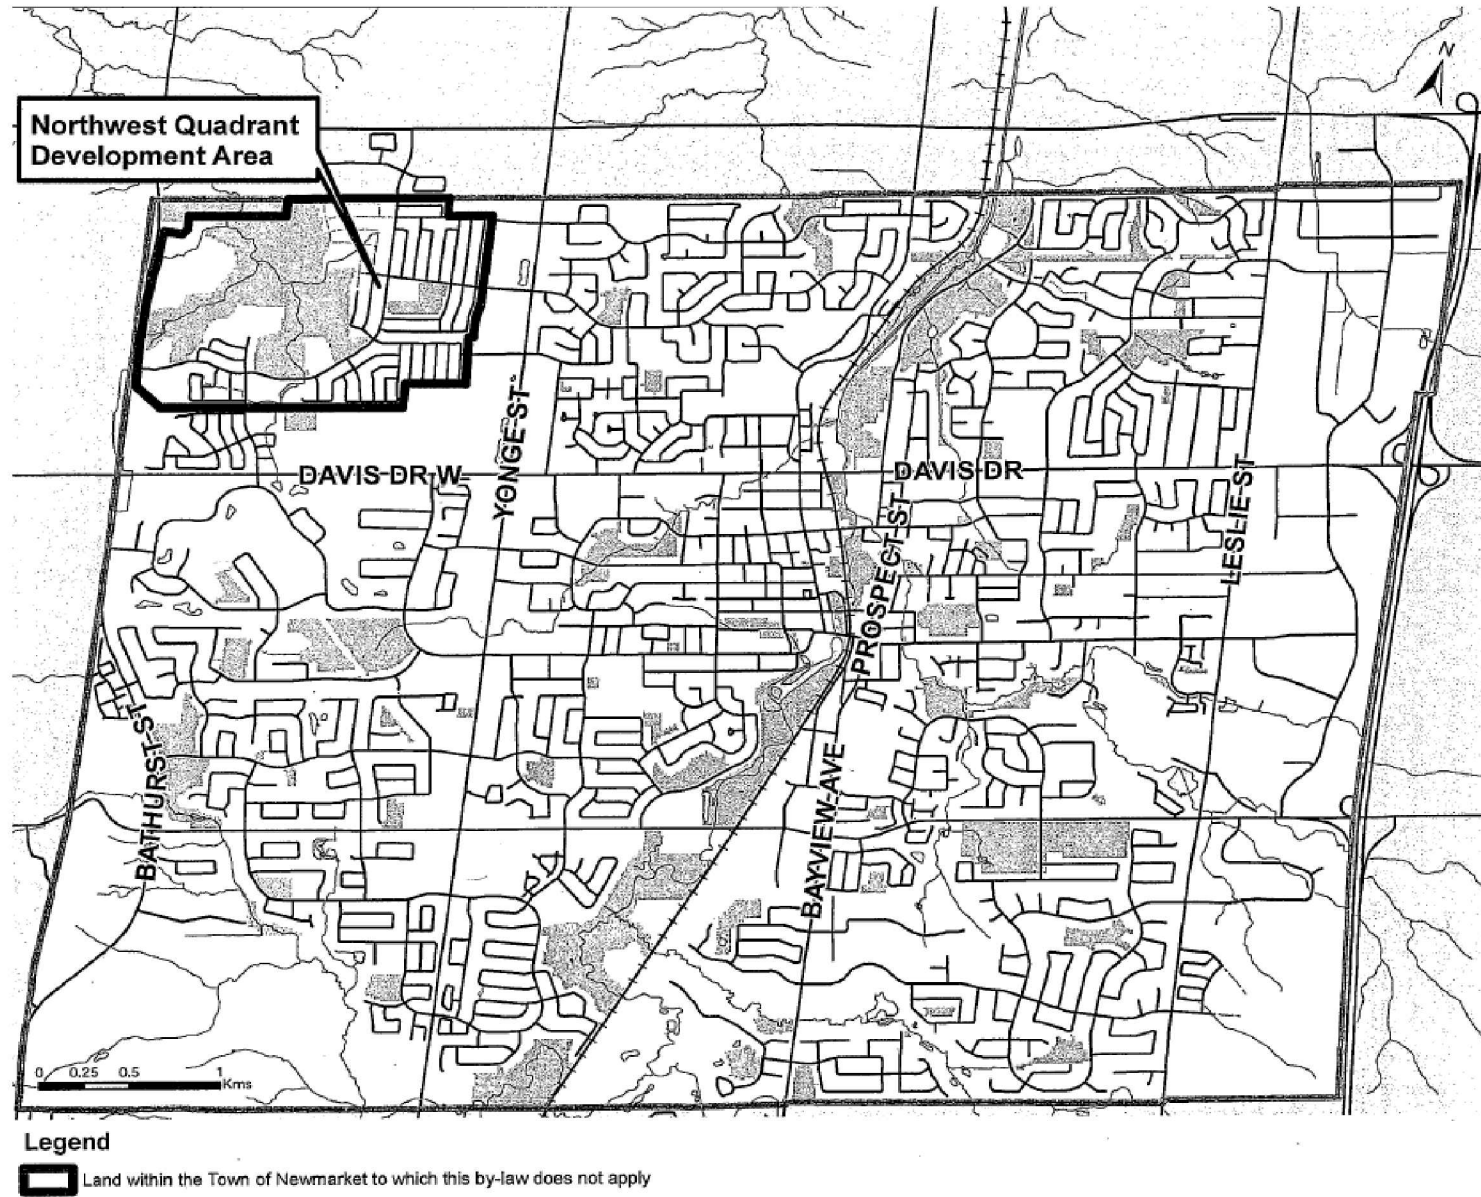 N
Northwest Quadrant
Development Area
YONGE ST
DAVIS DR W
DAVIS DR
PROSPECT ST
LESLIE ST
BATHURST ST
BAYVIEW AVE
0 0.25 0.5 1
Kms
Legend
Land within the Town of Newmarket to which this by-law does not apply